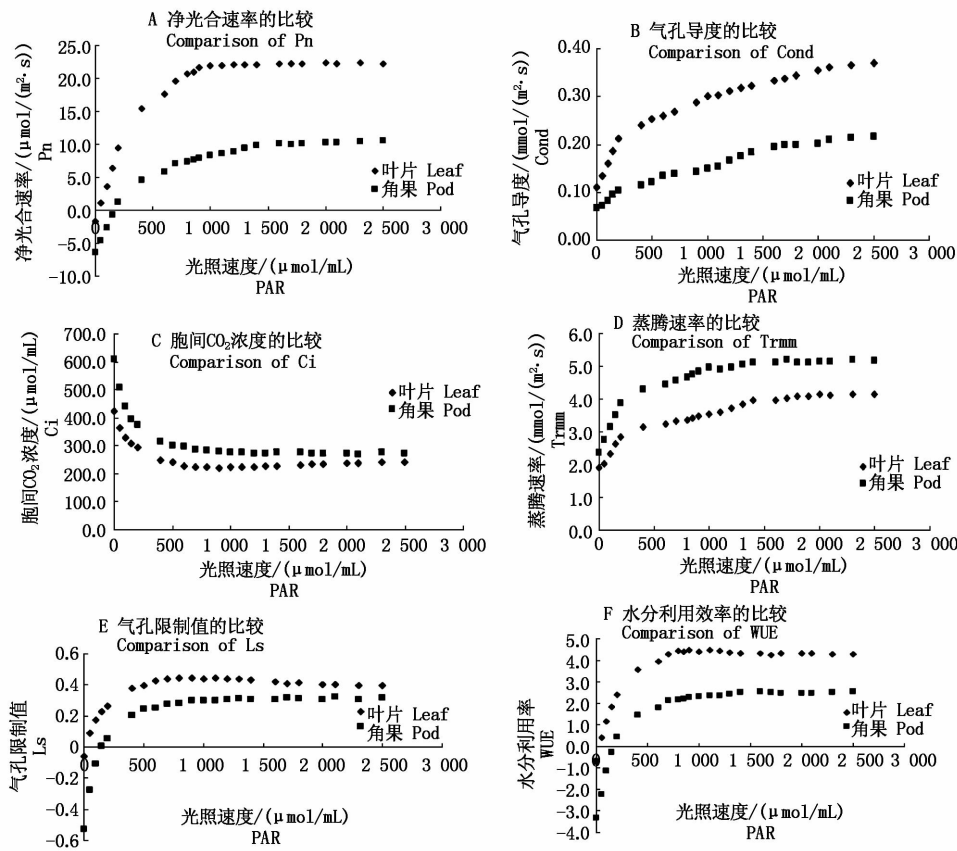 A 净光合速率的比较
Comparison of Pn
净光合速率/(μmol/(m²·s))
Pn
25.0
20.0
15.0
10.0
5.0
0.0
-5.0
-10.0
500 1 000 1 500 2 000 2 500 3 000
叶片 Leaf
角果 Pod
光照速度/(μmol/mL)
PAR
B 气孔导度的比较
Comparison of Cond
气孔导度/(mmol/(m²·s))
Cond
0.40
0.30
0.20
0.10
0.00
0 500 1 000 1 500 2 000 2 500 3 000
叶片 Leaf
角果 Pod
光照速度/(μmol/mL)
PAR
C 胞间CO₂浓度的比较
Comparison of Ci
胞间CO₂浓度/(μmol/mL)
Ci
700.0
600.0
500.0
400.0
300.0
200.0
100.0
0.0
0 500 1 000 1 500 2 000 2 500 3 000
叶片 Leaf
角果 Pod
光照速度/(μmol/mL)
PAR
D 蒸腾速率的比较
Comparison of Trmm
蒸腾速率/(mmol/(m²·s))
Trmm
6.0
5.0
4.0
3.0
2.0
1.0
0.0
0 500 1 000 1 500 2 000 2 500 3 000
叶片 Leaf
角果 Pod
光照速度/(μmol/mL)
PAR
E 气孔限制值的比较
Comparison of Ls
气孔限制值
Ls
0.6
0.4
0.2
0
-0.2
-0.4
-0.6
500 1 000 1 500 2 000 2 500 3 000
叶片 Leaf
角果 Pod
光照速度/(μmol/mL)
PAR
F 水分利用效率的比较
Comparison of WUE
水分利用率
WUE
5.0
4.0
3.0
2.0
1.0
0.0
-1.0
-2.0
-3.0
-4.0
500 1 000 1 500 2 000 2 500 3 000
叶片 Leaf
角果 Pod
光照速度/(μmol/mL)
PAR